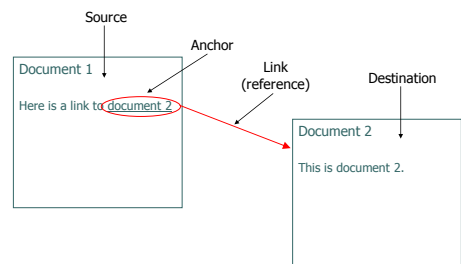 Source
Anchor
Link
(reference)
Destination
Document 1
Here is a link to document 2
Document 2
This is document 2.